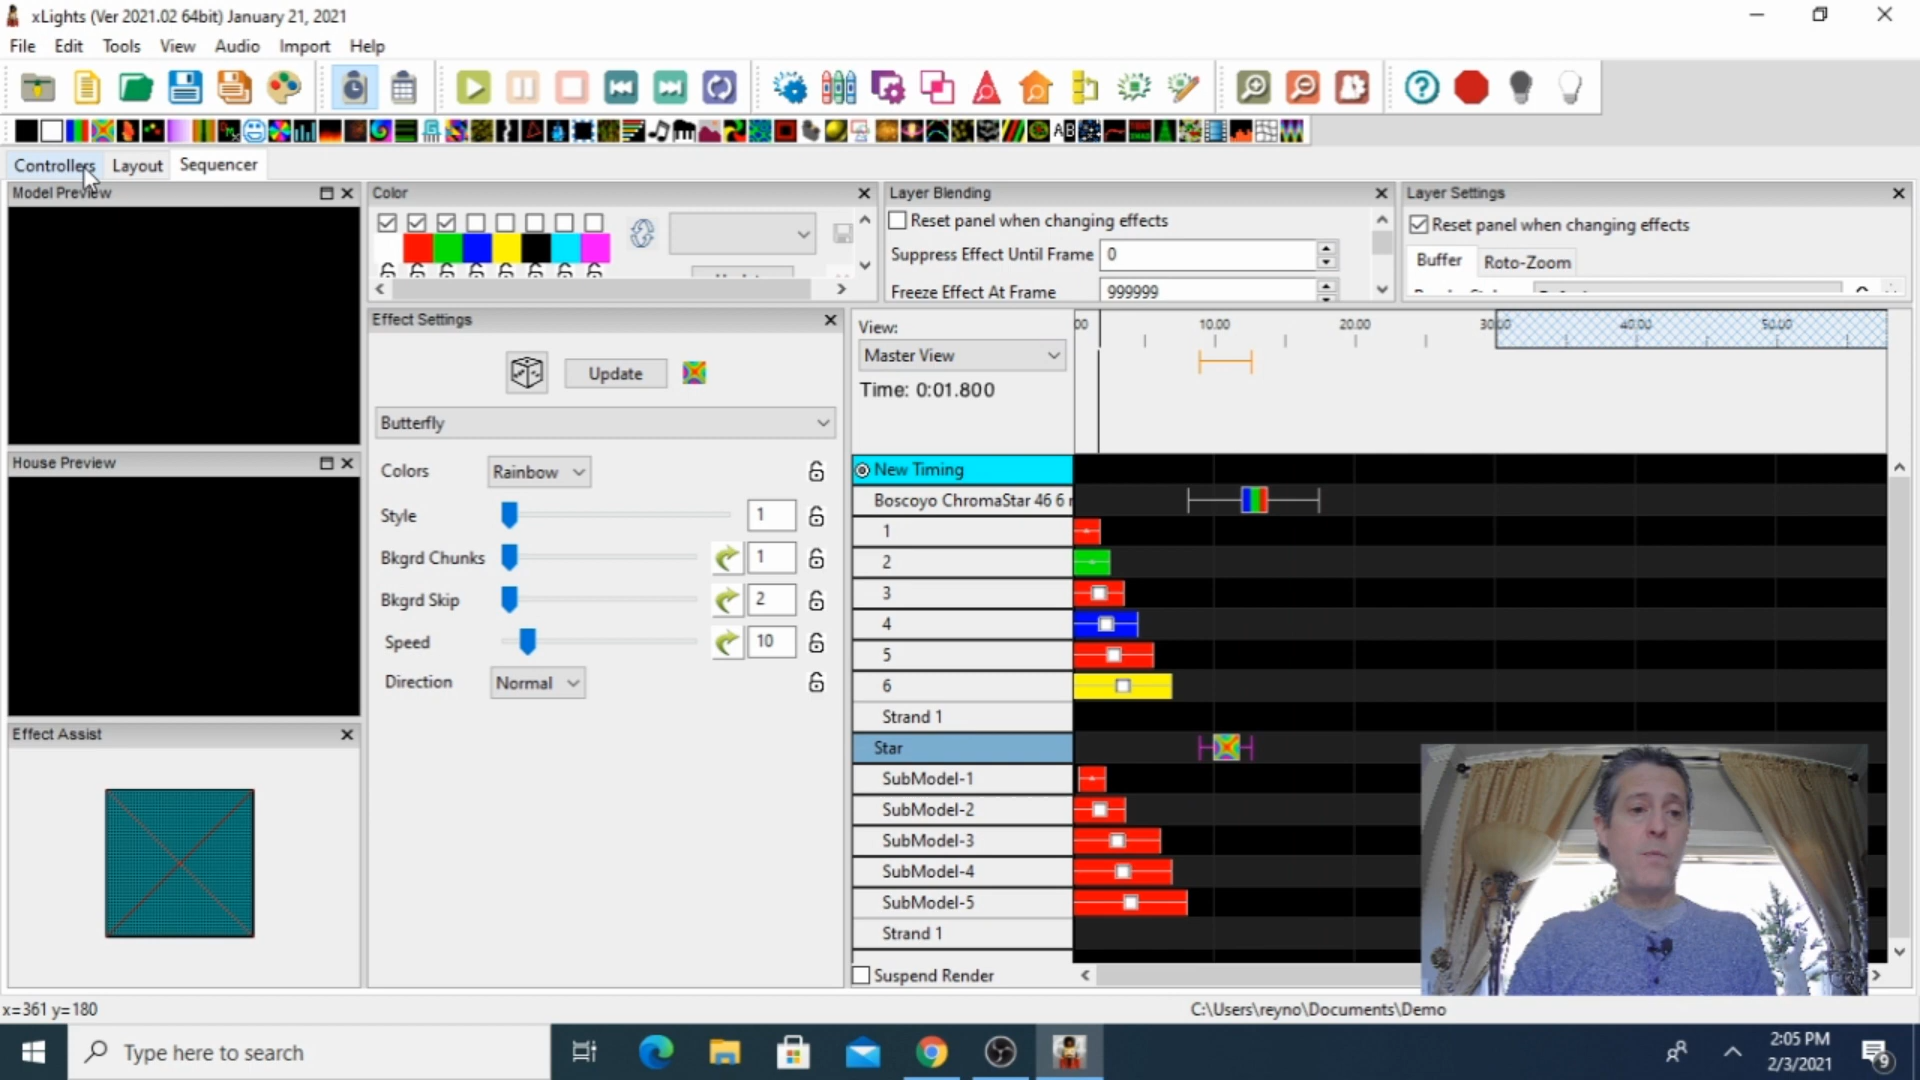 xLights (Ver 2021.02 64bit) January 21, 2021
File Edit Tools View Audio Import Help
Controllers Layout Sequencer
Model Preview
Color
Layer Blending
Layer Settings
Reset panel when changing effects
Reset panel when changing effects
Suppress Effect Until Frame 0
Buffer Roto-Zoom
Freeze Effect At Frame 999999
Effect Settings
Update
Butterfly
Colors Rainbow
Style 1
Bkgrd Chunks 1
Bkgrd Skip 2
Speed 10
Direction Normal
View:
Master View
Time: 0:01.800
10.00 20.00 30.00 40.00 50.00
House Preview
Effect Assist
New Timing
Boscoyo ChromaStar 46 6
1
2
3
4
5
6
Strand 1
Star
SubModel-1
SubModel-2
SubModel-3
SubModel-4
SubModel-5
Strand 1
Suspend Render
x=361 y=180
C:\Users\reyno\Documents\Demo
Type here to search
2:05 PM
2/3/2021
9